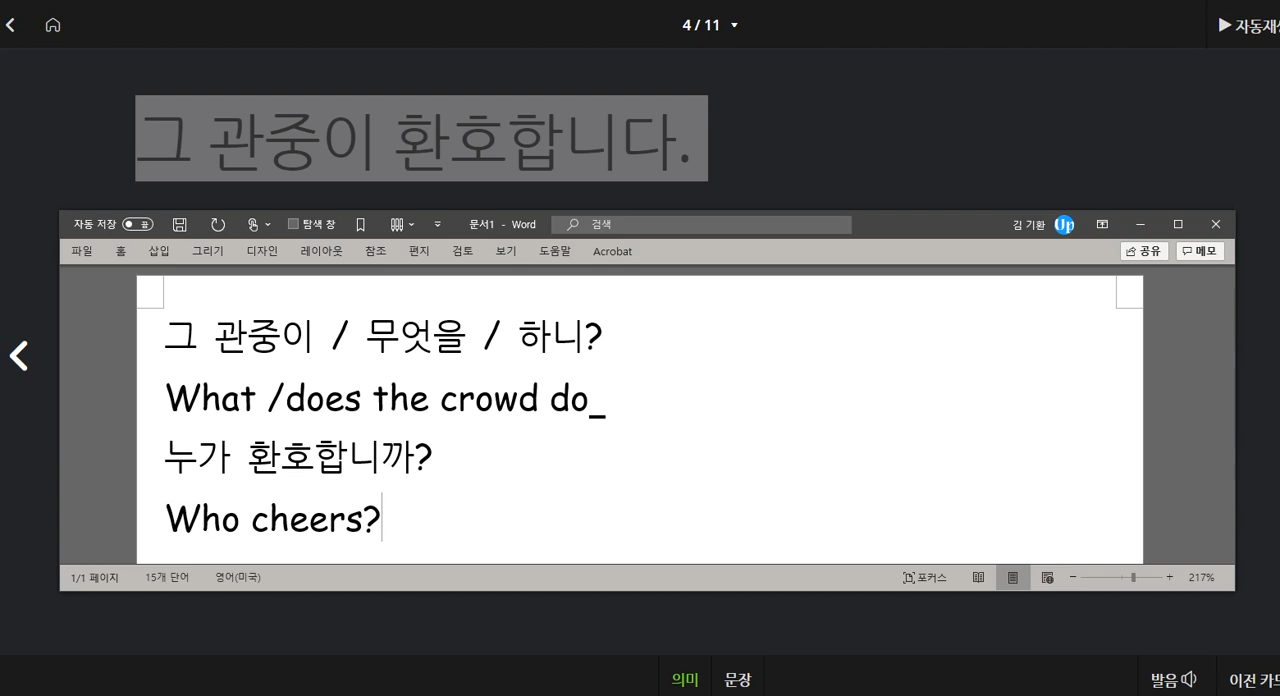 4 / 11
▶ 자동재생
그 관중이 환호합니다.
자동 저장 끔 탐색 창 문서1 - Word 검색 김 기환 Up
파일 홈 삽입 그리기 디자인 레이아웃 참조 편지 검토 보기 도움말 Acrobat 공유 메모
그 관중이 / 무엇을 / 하니?
What /does the crowd do_
누가 환호합니까?
Who cheers?
1/1 페이지 15개 단어 영어(미국) 포커스 - + 217%
의미 문장 발음 이전 카드